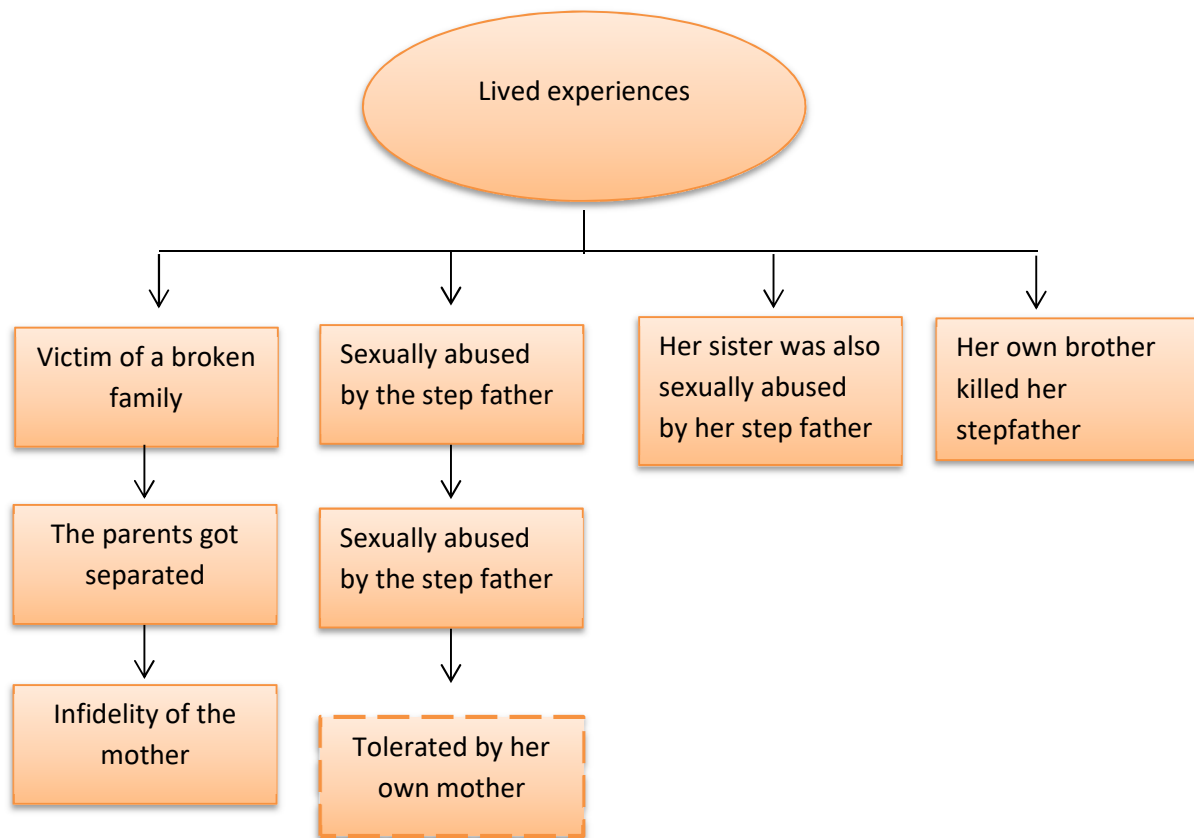 Lived experiences
Victim of a broken
family
Sexually abused
by the step father
Her sister was also
sexually abused
by her step father
Her own brother
killed her
stepfather
The parents got
separated
Sexually abused
by the step father
Infidelity of the
mother
Tolerated by her
own mother